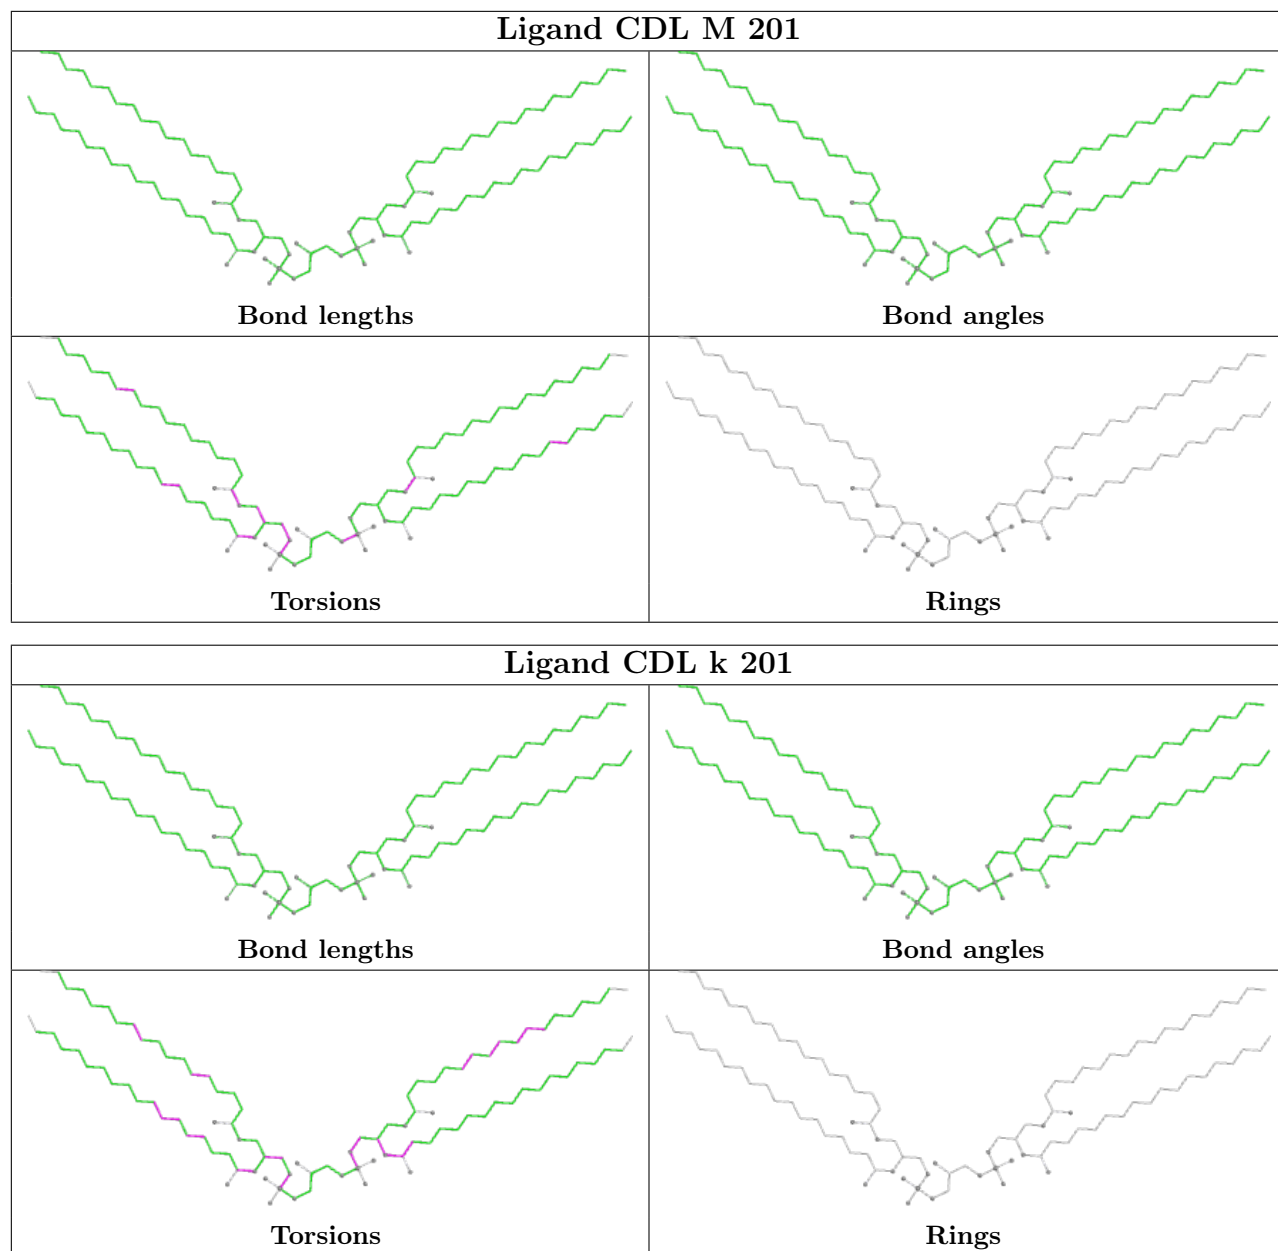 Ligand CDL M 201
Bond lengths
Bond angles
Torsions
Rings
Ligand CDL k 201
Bond lengths
Bond angles
Torsions
Rings